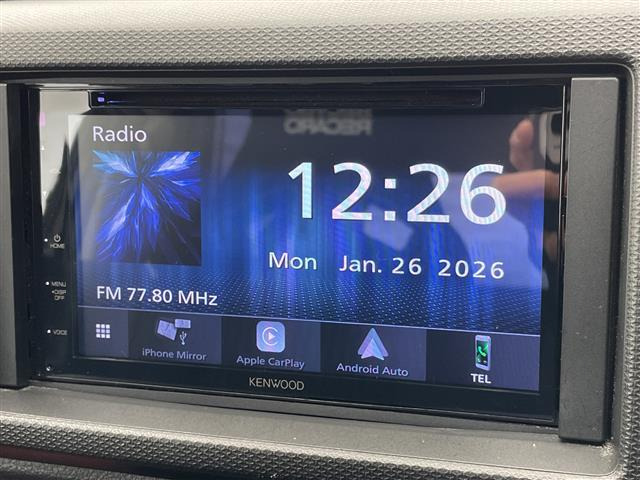 Radio
12:26
Mon Jan. 26 2026
FM 77.80 MHz
HOME
MENU
DISP
OFF
VOICE
iPhone Mirror
Apple CarPlay
Android Auto
TEL
KENWOOD